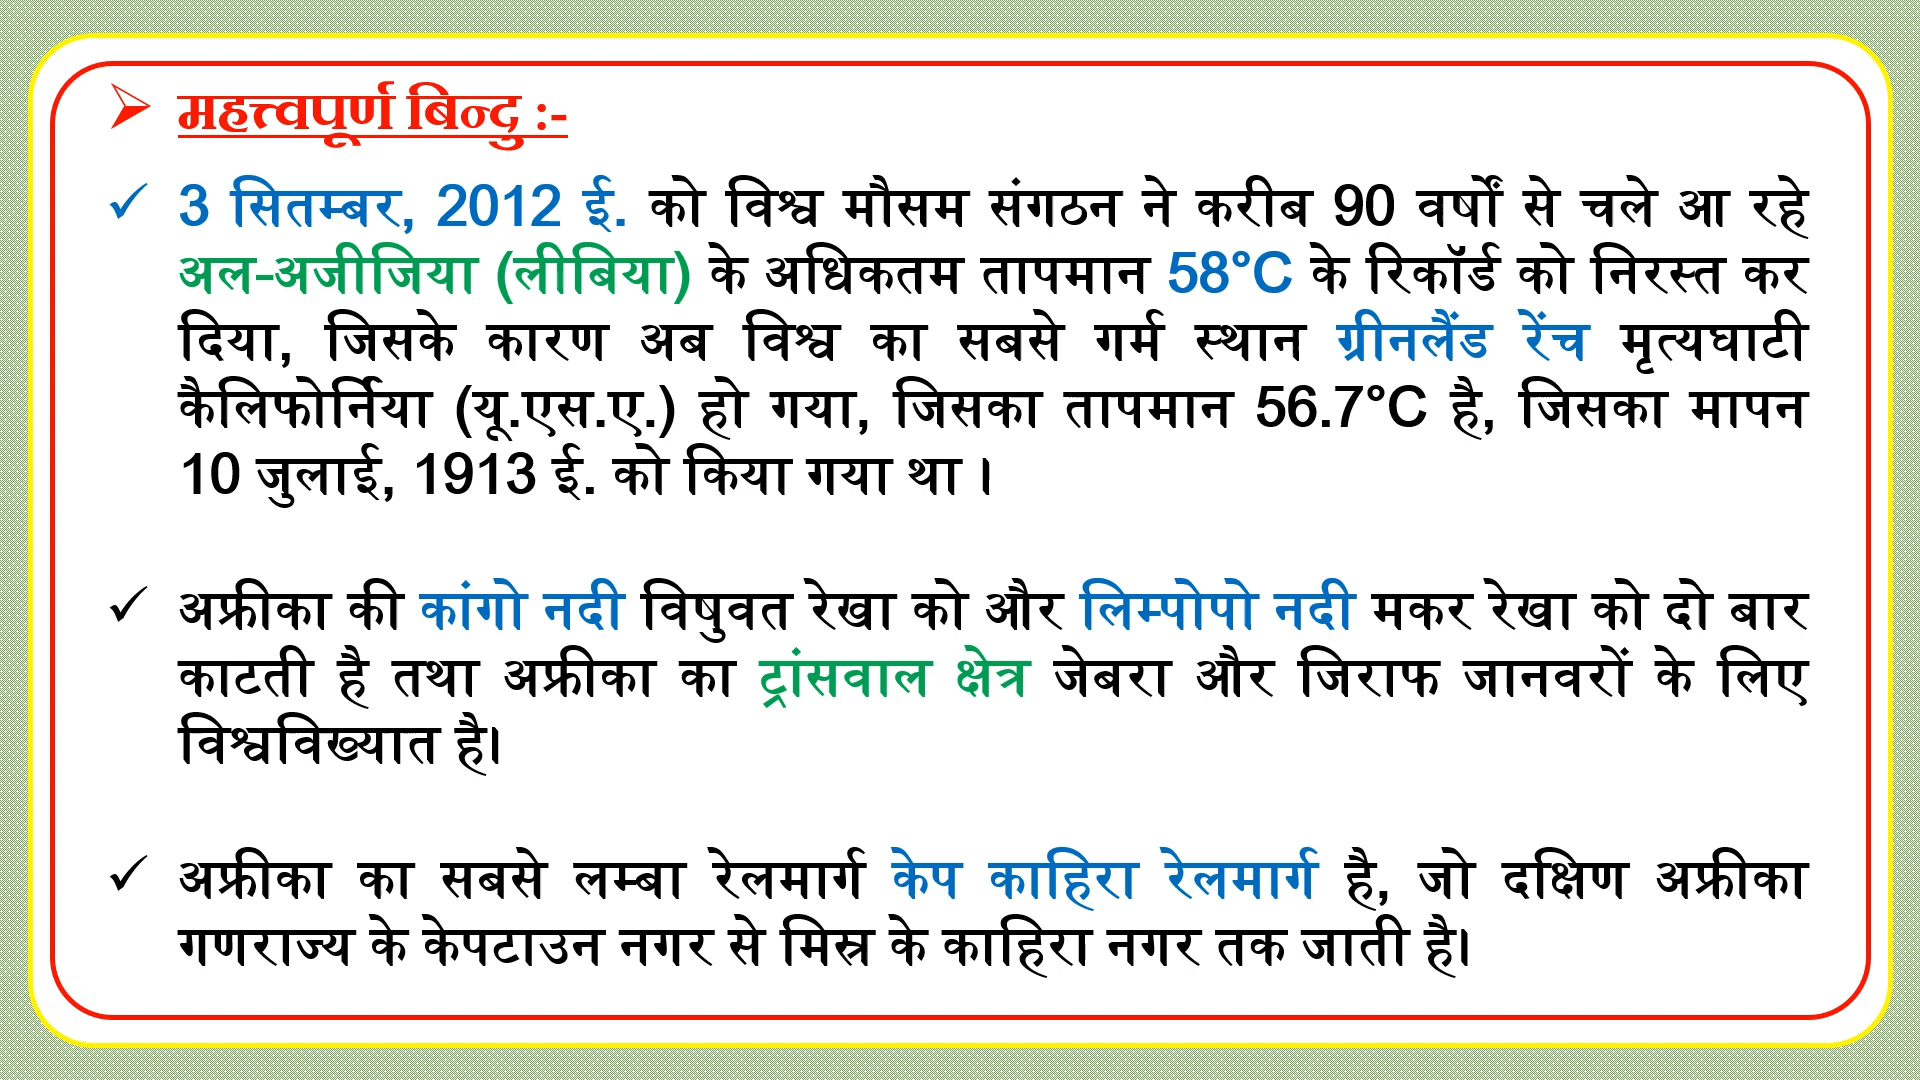 महत्त्वपूर्ण बिन्दु :-
3 सितम्बर, 2012 ई. को विश्व मौसम संगठन ने करीब 90 वर्षों से चले आ रहे
अल-अजीजिया (लीबिया) के अधिकतम तापमान 58°C के रिकॉर्ड को निरस्त कर
दिया, जिसके कारण अब विश्व का सबसे गर्म स्थान ग्रीनलैंड रेंच मृत्यघाटी
कैलिफोर्निया (यू.एस.ए.) हो गया, जिसका तापमान 56.7°C है, जिसका मापन
10 जुलाई, 1913 ई. को किया गया था ।
अफ्रीका की कांगो नदी विषुवत रेखा को और लिम्पोपो नदी मकर रेखा को दो बार
काटती है तथा अफ्रीका का ट्रांसवाल क्षेत्र जेबरा और जिराफ जानवरों के लिए
विश्वविख्यात है।
अफ्रीका का सबसे लम्बा रेलमार्ग केप काहिरा रेलमार्ग है, जो दक्षिण अफ्रीका
गणराज्य के केपटाउन नगर से मिस्र के काहिरा नगर तक जाती है।